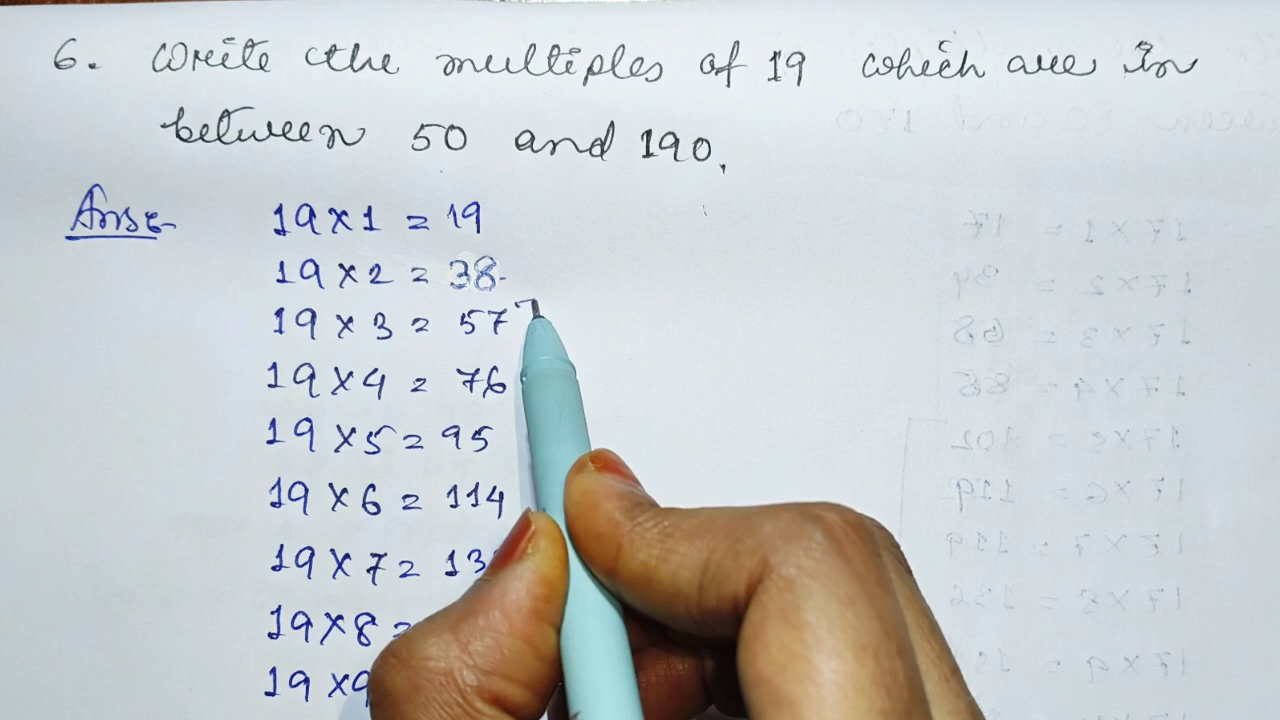 6. Write the multiples of 19 which are in
between 50 and 190.
Ans:-
19 x 1 = 19
19 x 2 = 38
19 x 3 = 57
19 x 4 = 76
19 x 5 = 95
19 x 6 = 114
19 x 7 = 13
19 x 8 =
19 x 9